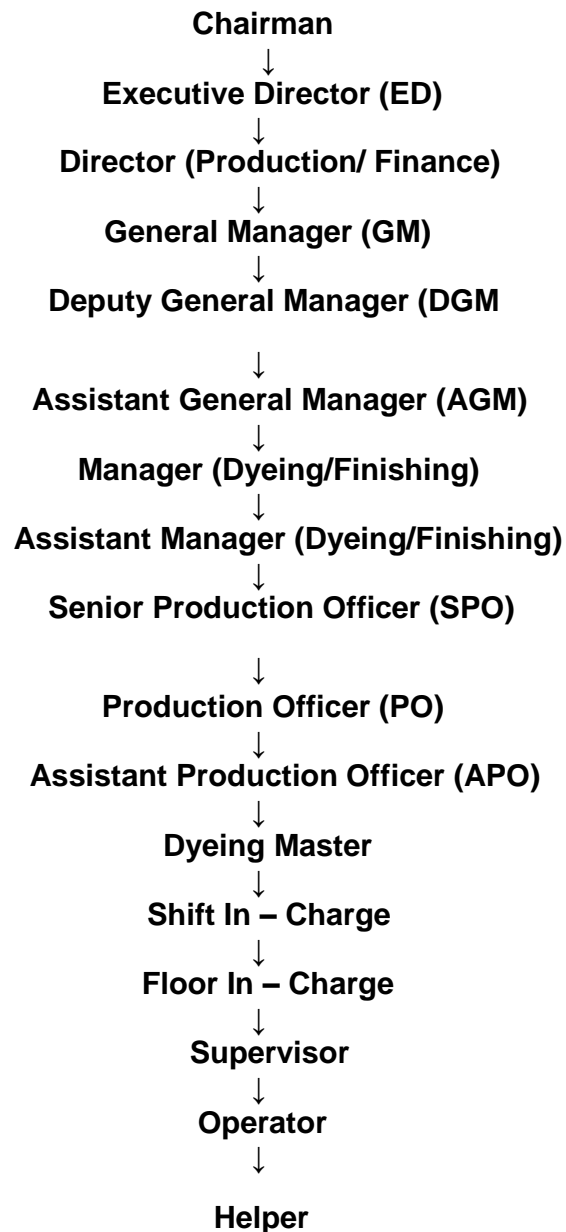 Chairman
↓
Executive Director (ED)
↓
Director (Production/ Finance)
↓
General Manager (GM)
↓
Deputy General Manager (DGM
↓
Assistant General Manager (AGM)
↓
Manager (Dyeing/Finishing)
↓
Assistant Manager (Dyeing/Finishing)
↓
Senior Production Officer (SPO)
↓
Production Officer (PO)
↓
Assistant Production Officer (APO)
↓
Dyeing Master
↓
Shift In – Charge
↓
Floor In – Charge
↓
Supervisor
↓
Operator
↓
Helper